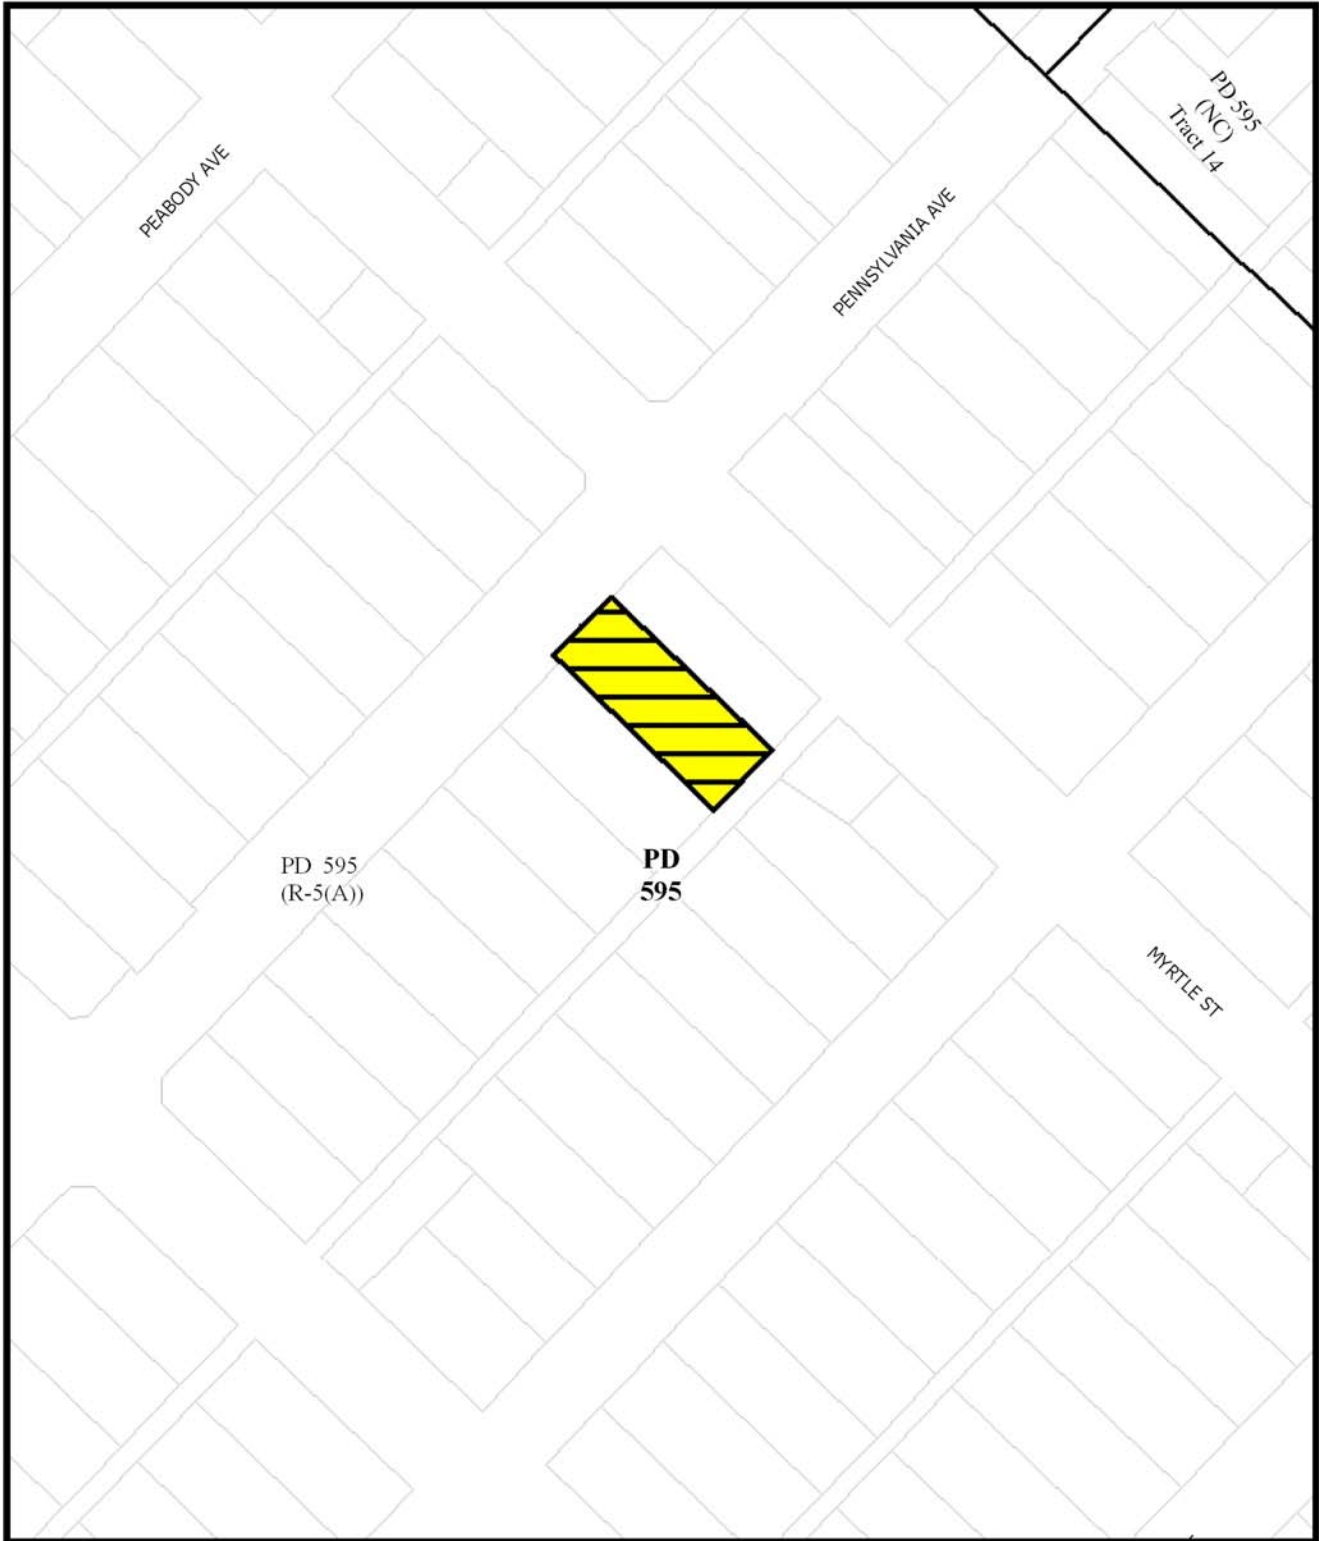 PD 595
(NC)
Tract 14
PEABODY AVE
PENNSYLVANIA AVE
PD 595
(R-5(A))
PD
595
MYRTLE ST